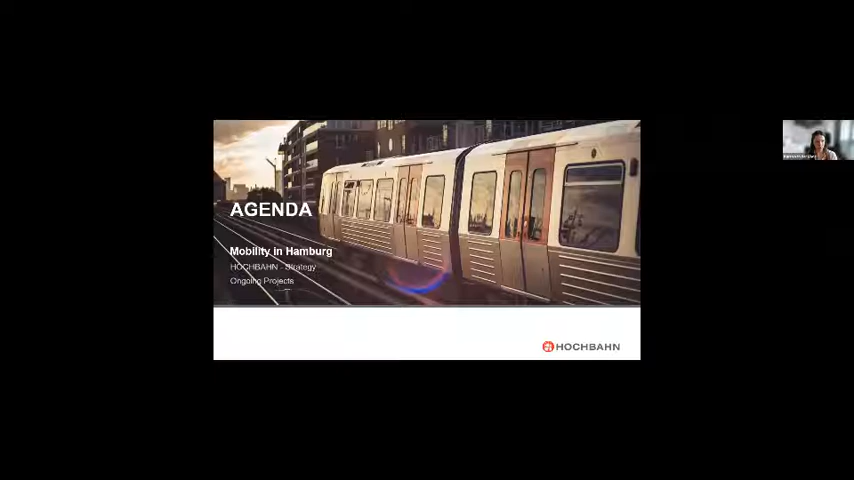 AGENDA
Mobility in Hamburg
HOCHBAHN - Strategy
Ongoing Projects
HOCHBAHN